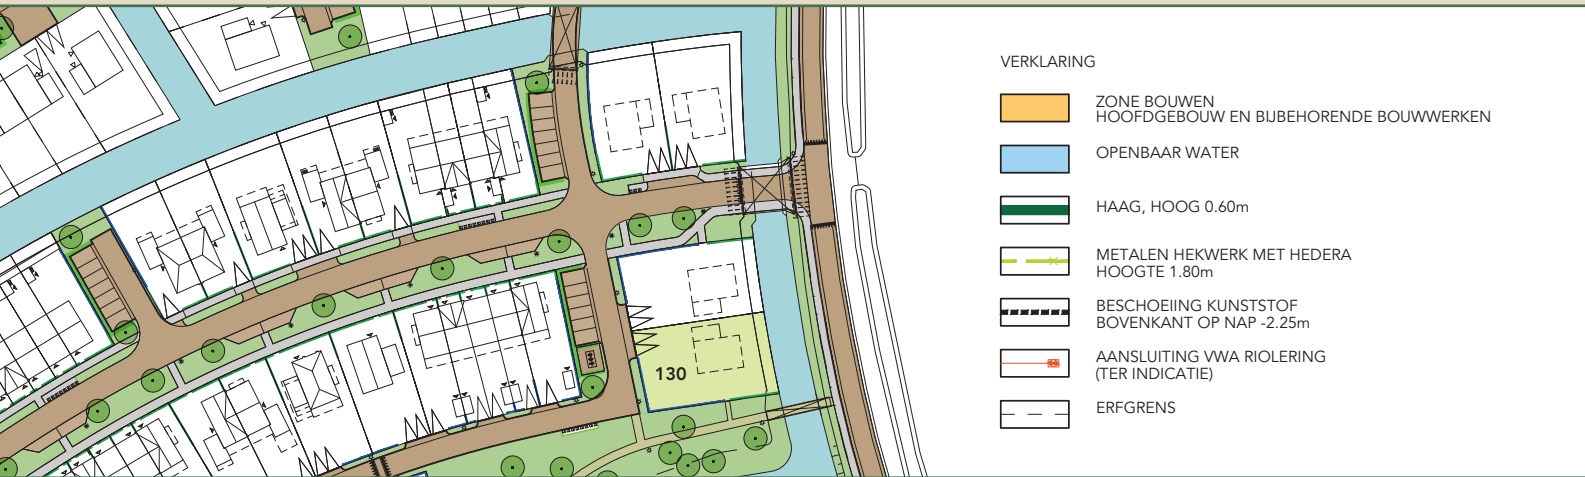 130
VERKLARING
ZONE BOUWEN
HOOFDGEBOUW EN BIJBEHORENDE BOUWWERKEN
OPENBAAR WATER
HAAG, HOOG 0.60m
METALEN HEKWERK MET HEDERA
HOOGTE 1.80m
BESCHOEIING KUNSTSTOF
BOVENKANT OP NAP -2.25m
AANSLUITING VWA RIOLERING
(TER INDICATIE)
ERFGRENS